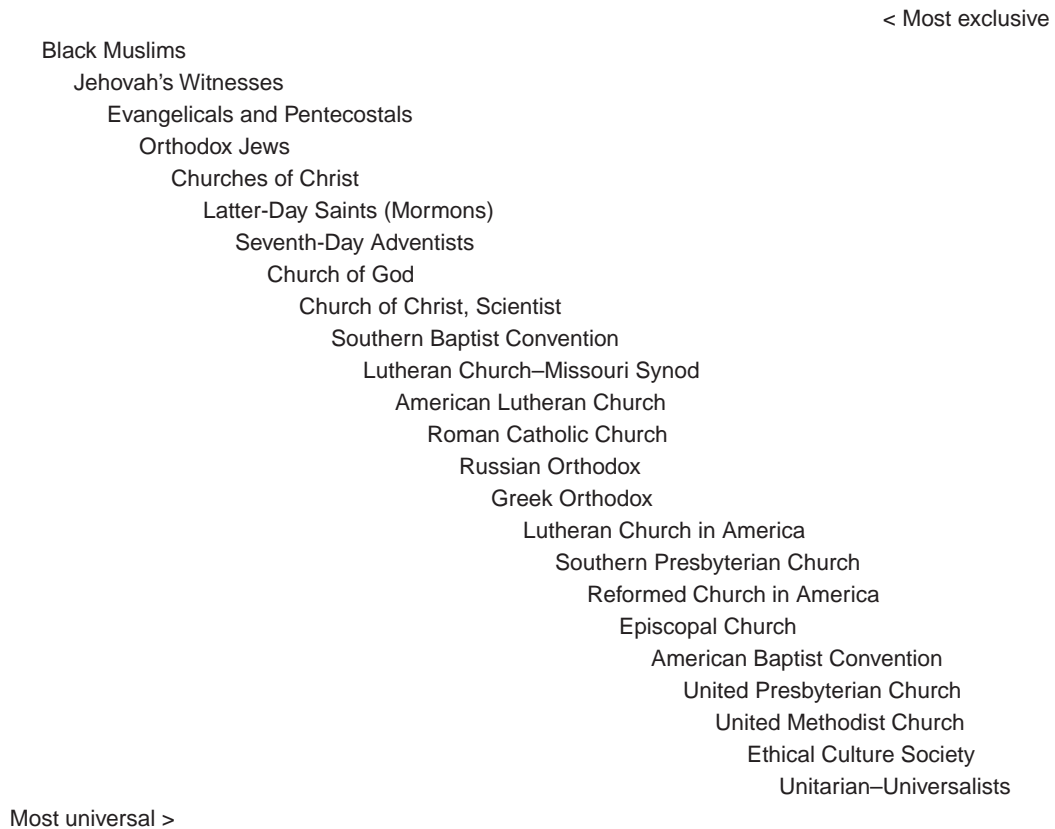 < Most exclusive
Black Muslims
Jehovah's Witnesses
Evangelicals and Pentecostals
Orthodox Jews
Churches of Christ
Latter-Day Saints (Mormons)
Seventh-Day Adventists
Church of God
Church of Christ, Scientist
Southern Baptist Convention
Lutheran Church–Missouri Synod
American Lutheran Church
Roman Catholic Church
Russian Orthodox
Greek Orthodox
Lutheran Church in America
Southern Presbyterian Church
Reformed Church in America
Episcopal Church
American Baptist Convention
United Presbyterian Church
United Methodist Church
Ethical Culture Society
Unitarian–Universalists
Most universal >